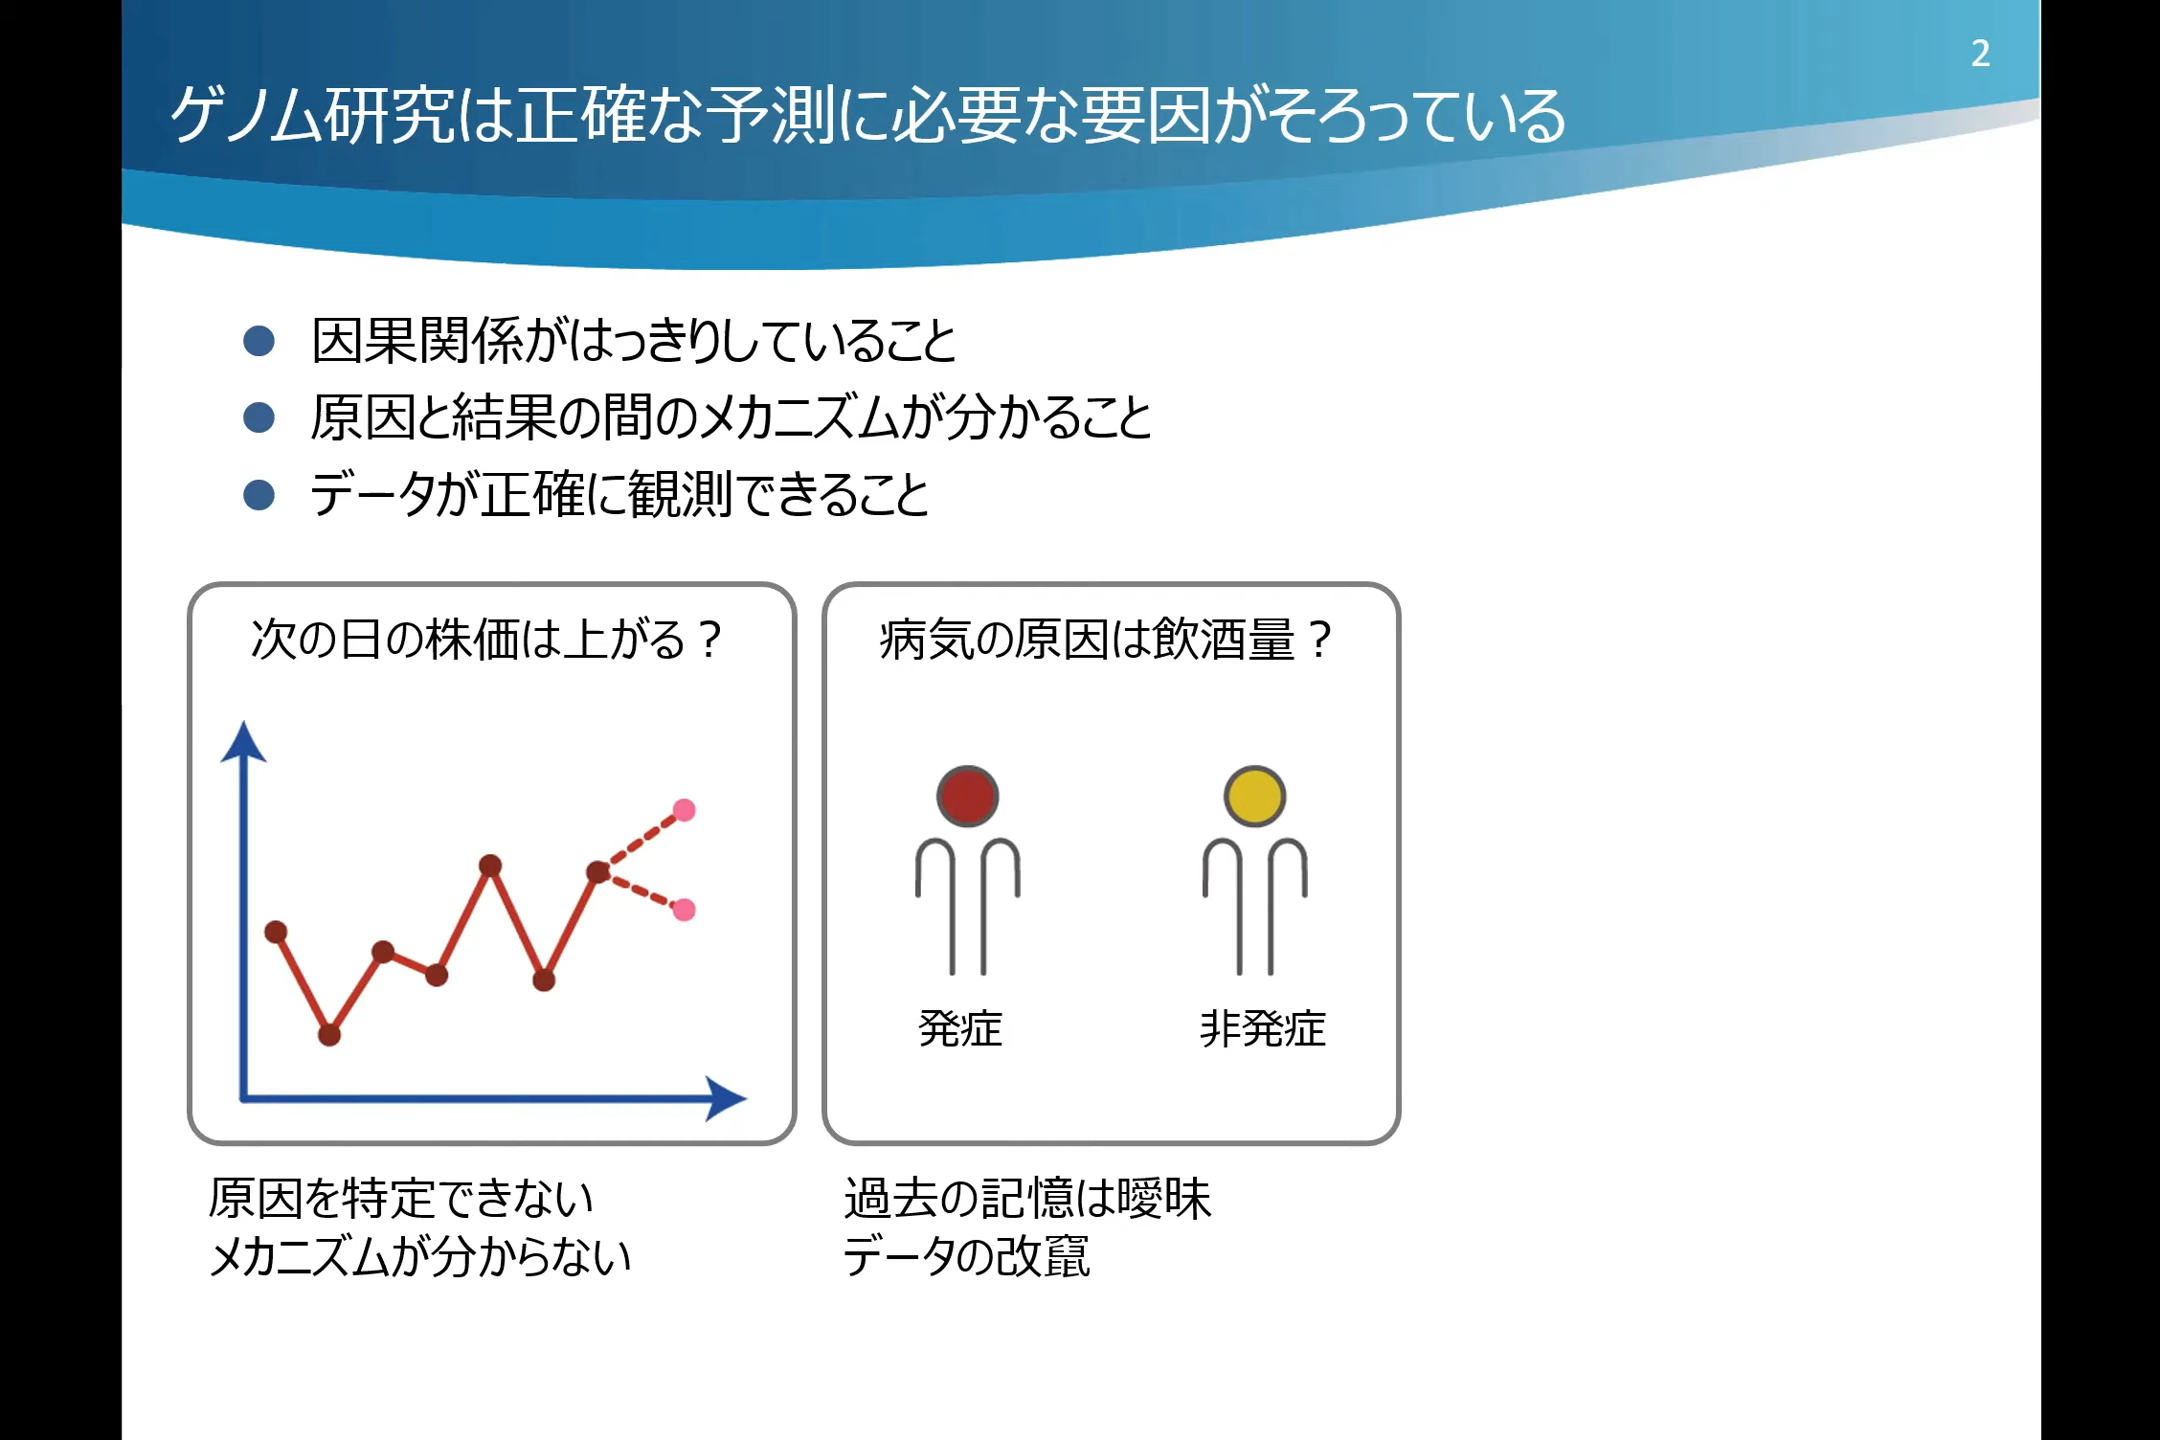 2
ゲノム研究は正確な予測に必要な要因がそろっている
因果関係がはっきりしていること
原因と結果の間のメカニズムが分かること
データが正確に観測できること
次の日の株価は上がる？
病気の原因は飲酒量？
発症
非発症
原因を特定できない
メカニズムが分からない
過去の記憶は曖昧
データの改竄